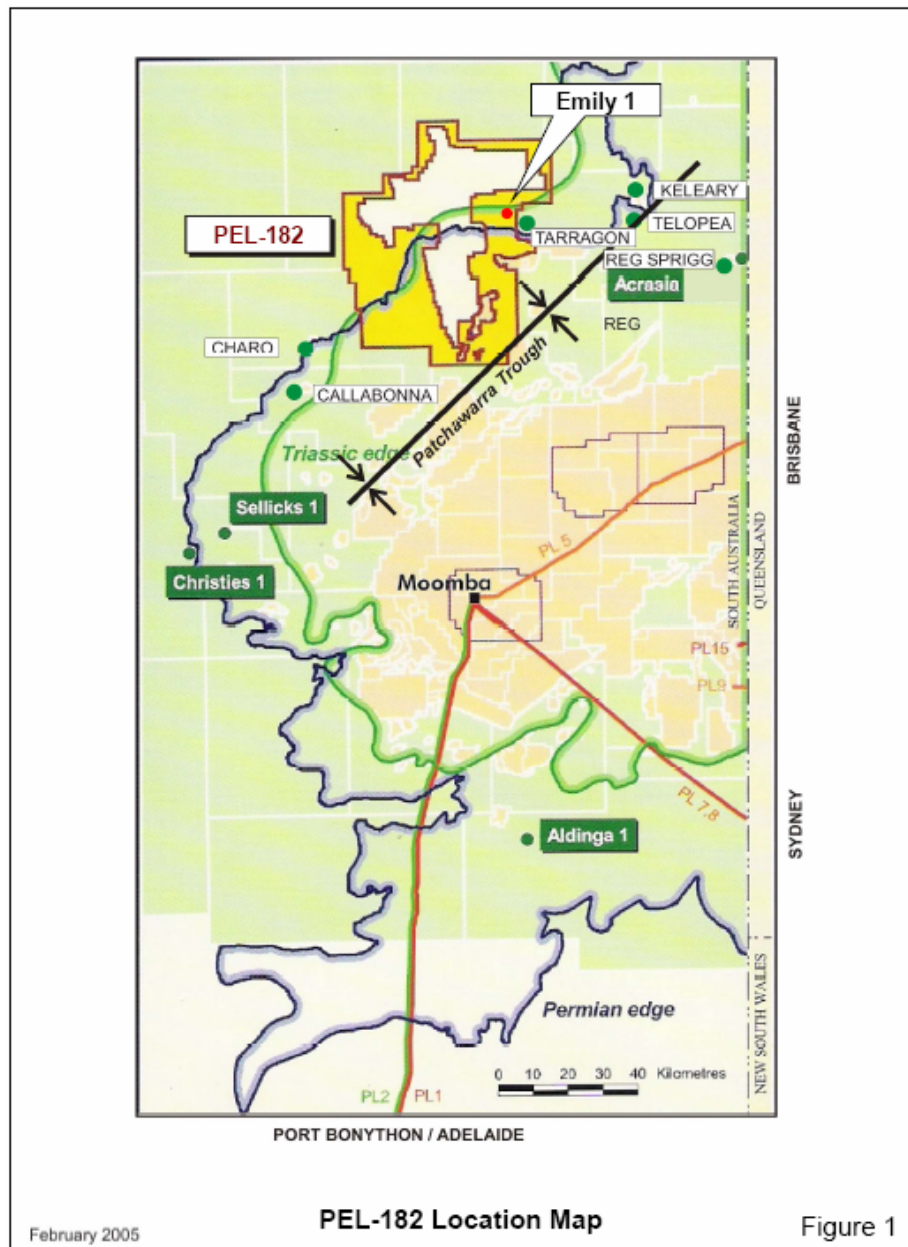 Emily 1
KELEARY
PEL-182
TELOPEA
TARRAGON
REG SPRIGG
Acrasia
REG
CHARO
Patchawarra Trough
CALLABONNA
BRISBANE
Triassic edge
Sellicks 1
SOUTH AUSTRALIA
QUEENSLAND
PL 5
Christies 1
Moomba
PL15
PL9
PL 7,8
SYDNEY
Aldinga 1
NEW SOUTH WALES
Permian edge
0 10 20 30 40 Kilometres
PL2
PL1
PORT BONYTHON / ADELAIDE
PEL-182 Location Map
February 2005
Figure 1